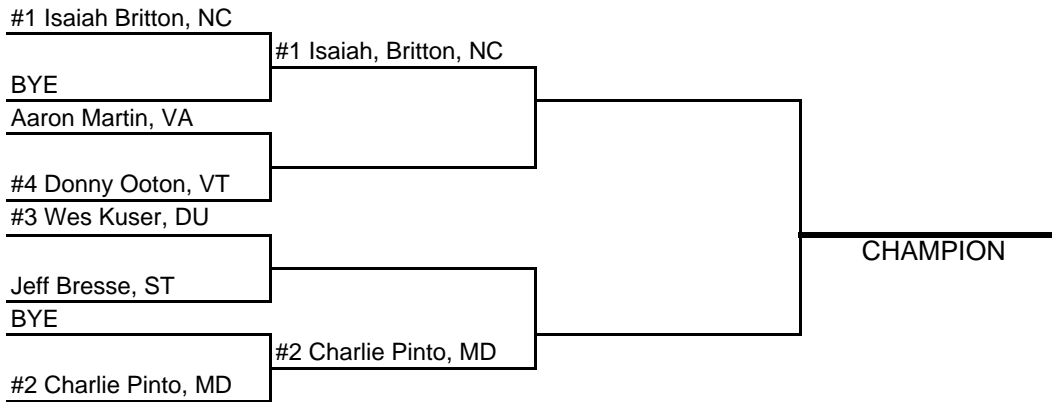 #1 Isaiah Britton, NC
#1 Isaiah, Britton, NC
BYE
Aaron Martin, VA
#4 Donny Ooton, VT
#3 Wes Kuser, DU
CHAMPION
Jeff Bresse, ST
BYE
#2 Charlie Pinto, MD
#2 Charlie Pinto, MD